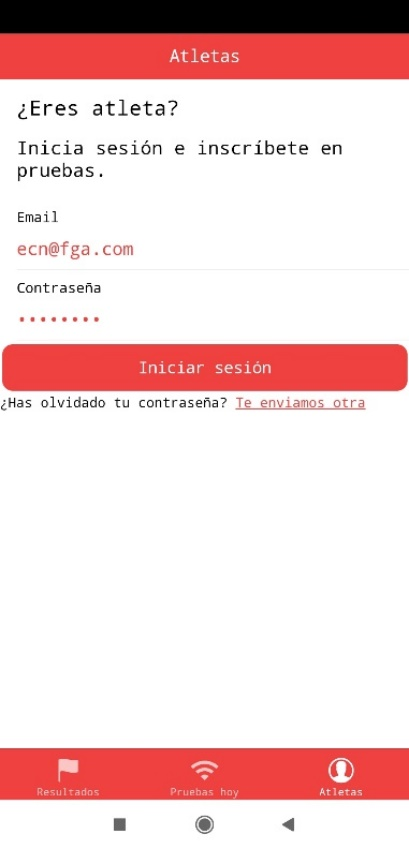 Atletas
¿Eres atleta?
Inicia sesión e inscríbete en
pruebas.
Email
ecn@fga.com
Contraseña
••••••••
Iniciar sesión
¿Has olvidado tu contraseña? Te enviamos otra
Resultados Pruebas hoy Atletas